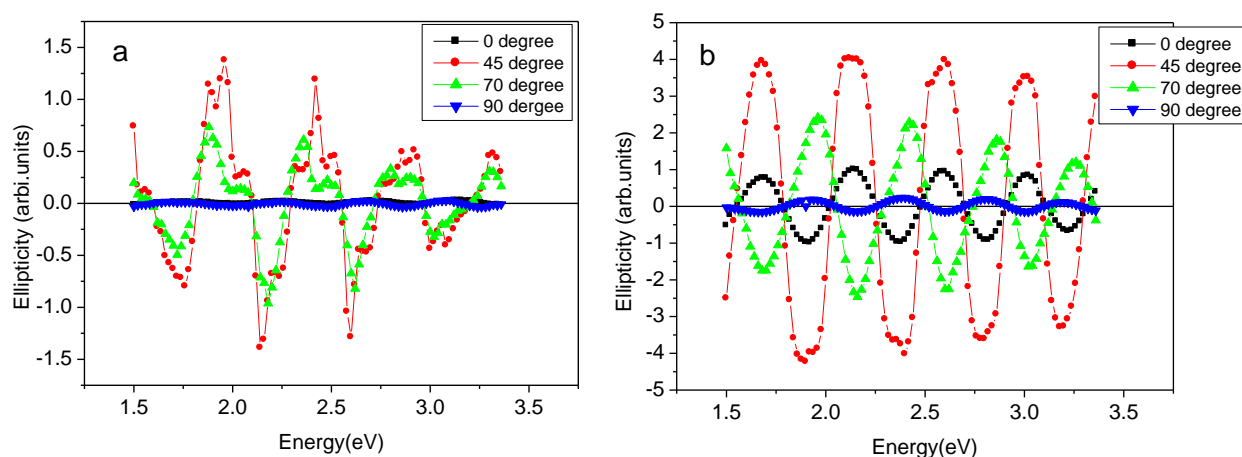 a
0 degree
45 degree
70 degree
90 dergee
1.5
1.0
0.5
0.0
-0.5
-1.0
-1.5
Ellipticity (arbi.units)
1.5 2.0 2.5 3.0 3.5
Energy(eV)
b
0 degree
45 degree
70 degree
90 degree
5
4
3
2
1
0
-1
-2
-3
-4
-5
Ellipticity (arb.units)
1.5 2.0 2.5 3.0 3.5
Energy(eV)